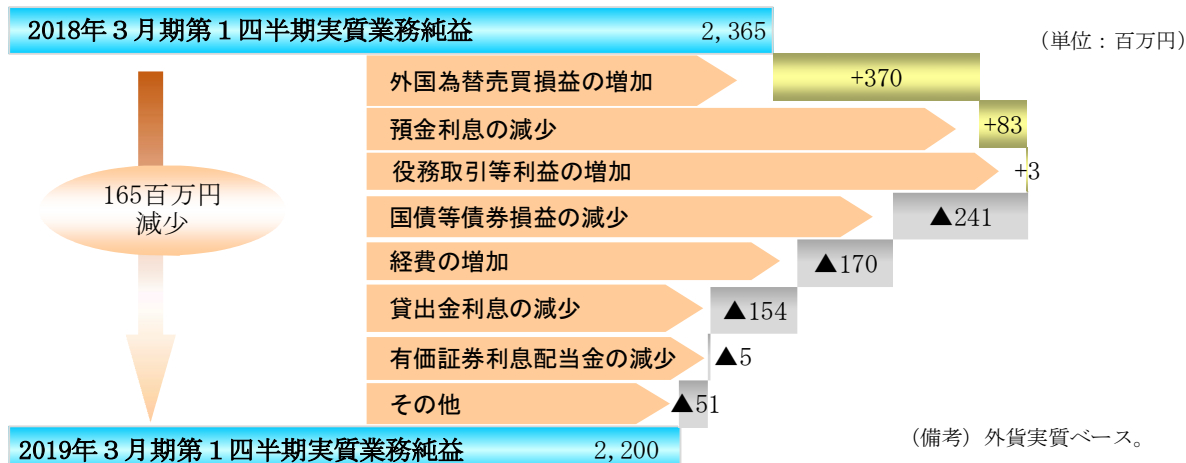 2018年３月期第１四半期実質業務純益 2,365
（単位：百万円）
外国為替売買損益の増加 +370
預金利息の減少 +83
役務取引等利益の増加 +3
165百万円
減少
国債等債券損益の減少 ▲241
経費の増加 ▲170
貸出金利息の減少 ▲154
有価証券利息配当金の減少 ▲5
その他 ▲51
2019年３月期第１四半期実質業務純益 2,200
（備考）外貨実質ベース。